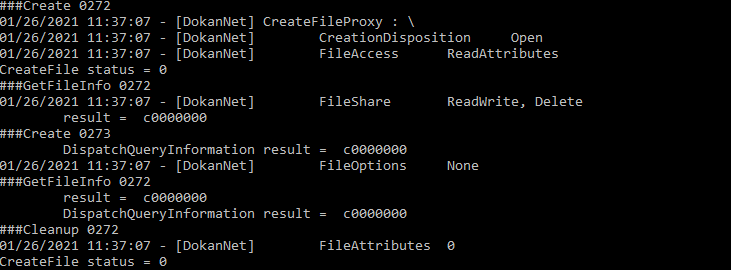 ###Create 0272
01/26/2021 11:37:07 - [DokanNet] CreateFileProxy : \
01/26/2021 11:37:07 - [DokanNet] CreationDisposition Open
01/26/2021 11:37:07 - [DokanNet] FileAccess ReadAttributes
CreateFile status = 0
###GetFileInfo 0272
01/26/2021 11:37:07 - [DokanNet] FileShare ReadWrite, Delete
result = c0000000
###Create 0273
DispatchQueryInformation result = c0000000
01/26/2021 11:37:07 - [DokanNet] FileOptions None
###GetFileInfo 0272
result = c0000000
DispatchQueryInformation result = c0000000
###Cleanup 0272
01/26/2021 11:37:07 - [DokanNet] FileAttributes 0
CreateFile status = 0